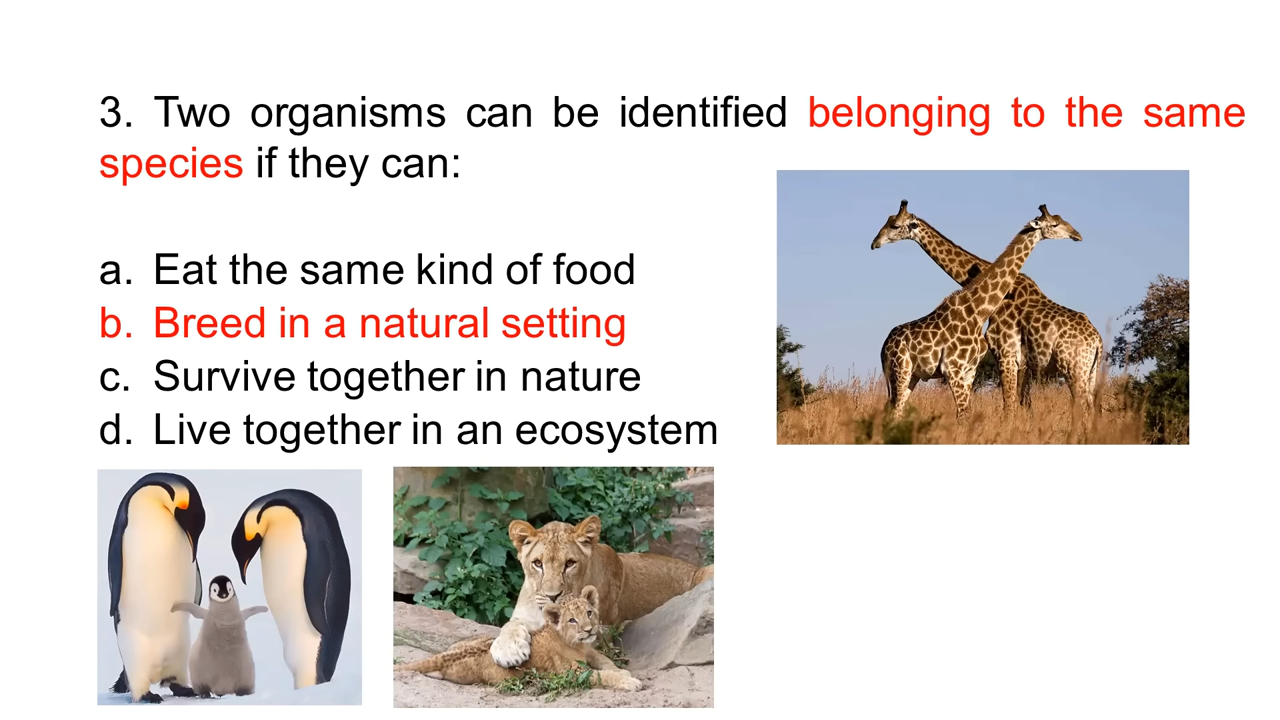 3. Two organisms can be identified belonging to the same
species if they can:
a. Eat the same kind of food
b. Breed in a natural setting
c. Survive together in nature
d. Live together in an ecosystem